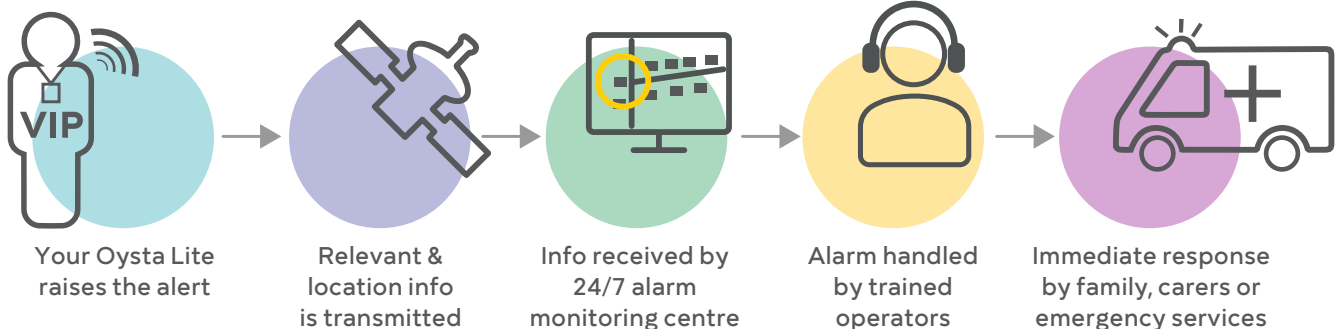 VIP
Your Oysta Lite
raises the alert
Relevant &
location info
is transmitted
Info received by
24/7 alarm
monitoring centre
Alarm handled
by trained
operators
Immediate response
by family, carers or
emergency services